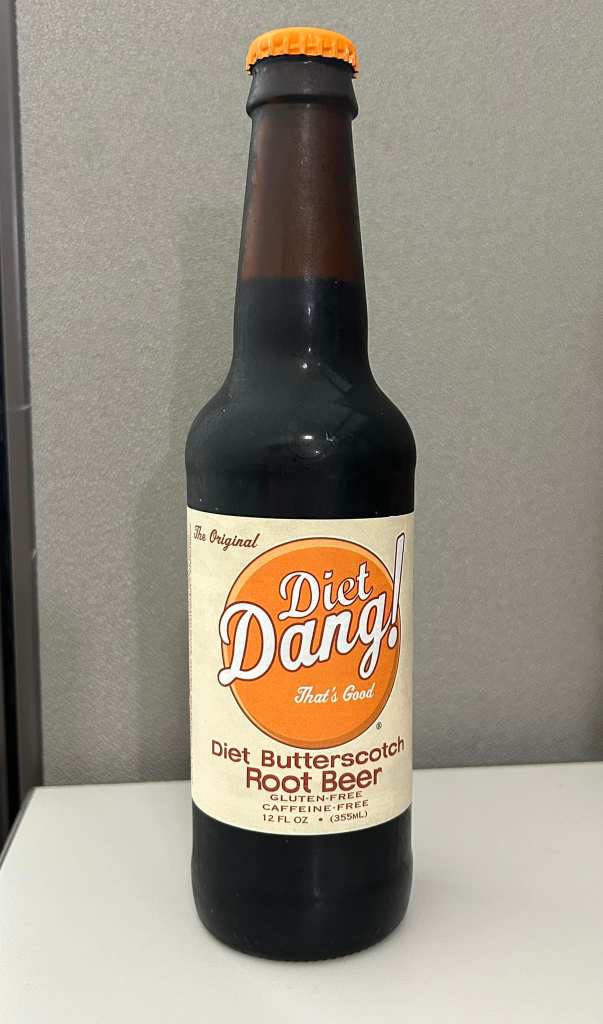 The Original
Diet
Dang!
That's Good
®
Diet Butterscotch
Root Beer
GLUTEN-FREE
CAFFEINE-FREE
12 FL OZ • (355mL)